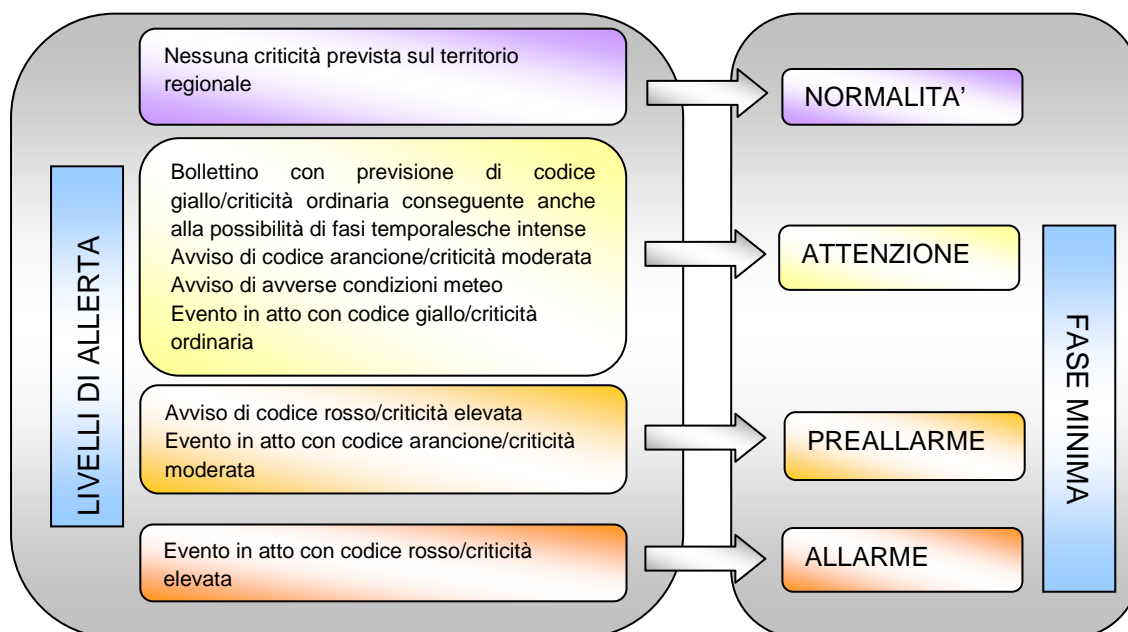 Nessuna criticità prevista sul territorio
regionale
NORMALITA’
Bollettino con previsione di codice
giallo/criticità ordinaria conseguente anche
alla possibilità di fasi temporalesche intense
Avviso di codice arancione/criticità moderata
Avviso di avverse condizioni meteo
Evento in atto con codice giallo/criticità
ordinaria
ATTENZIONE
LIVELLI DI ALLERTA
FASE MINIMA
Avviso di codice rosso/criticità elevata
Evento in atto con codice arancione/criticità
moderata
PREALLARME
Evento in atto con codice rosso/criticità
elevata
ALLARME